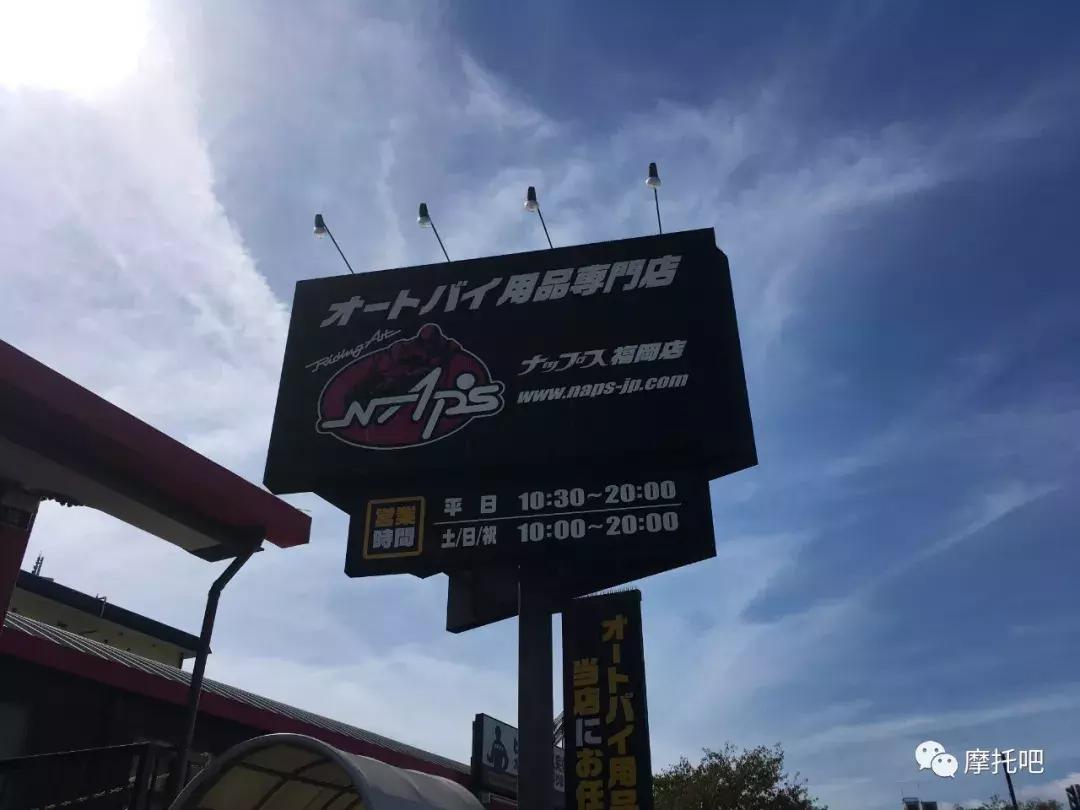 オートバイ用品専門店
Riding Art
NAPS
ナップス 福岡店
www.naps-jp.com
営業時間
平日 10:30～20:00
土/日/祝 10:00～20:00
オートバイ用品
当店にお任
摩托吧